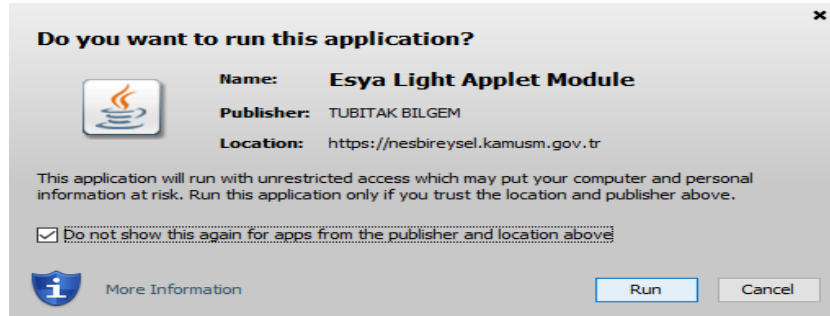 Do you want to run this application?
Name: Esya Light Applet Module
Publisher: TUBITAK BILGEM
Location: https://nesbireysel.kamusm.gov.tr
This application will run with unrestricted access which may put your computer and personal
information at risk. Run this application only if you trust the location and publisher above.
Do not show this again for apps from the publisher and location above
More Information
Run
Cancel